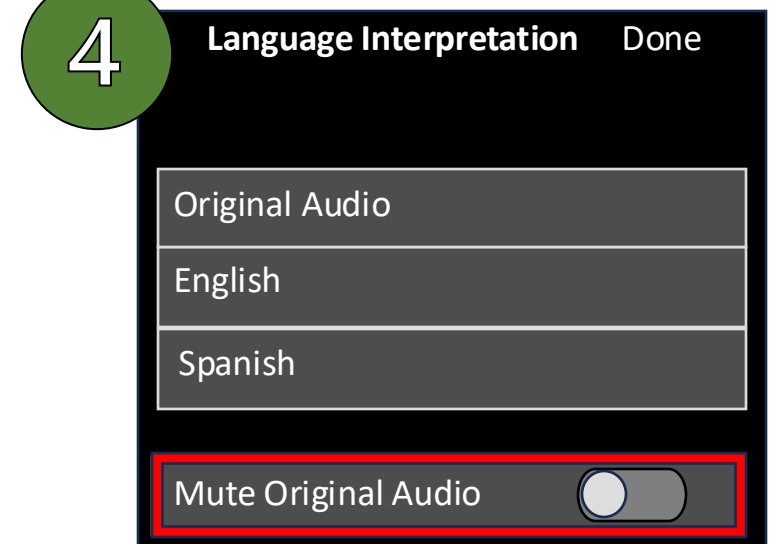 4
Language Interpretation Done
Original Audio
English
Spanish
Mute Original Audio